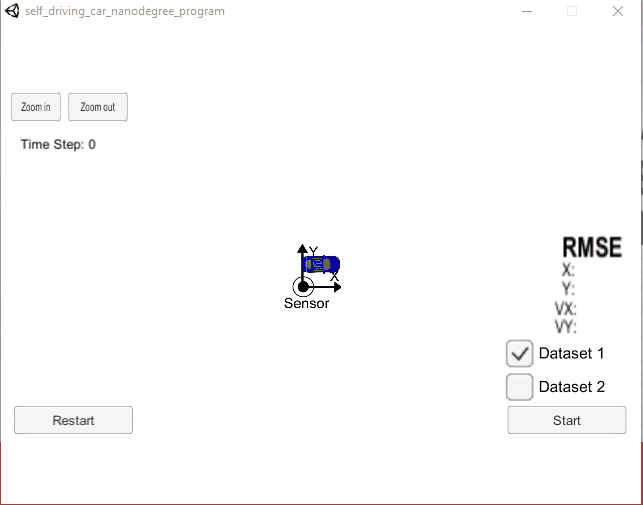 self_driving_car_nanodegree_program
Zoom in Zoom out
Time Step: 0
Y
X
Sensor
RMSE
X:
Y:
VX:
VY:
Dataset 1
Dataset 2
Restart
Start